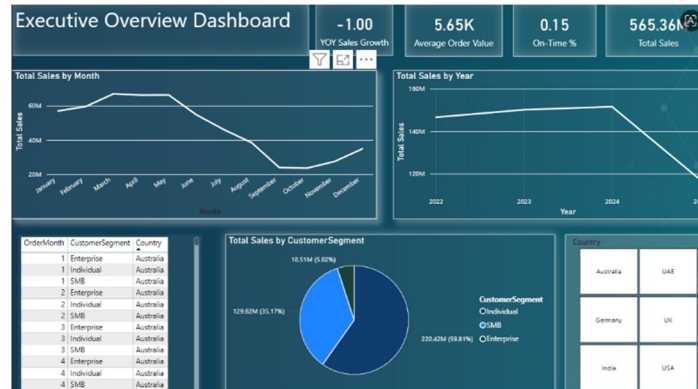 Executive Overview Dashboard
-1.00
YOY Sales Growth
5.65K
Average Order Value
0.15
On-Time %
565.36M
Total Sales
Total Sales by Month
Total Sales
60M
40M
20M
January
February
March
April
May
June
July
August
September
October
November
December
Month
Total Sales by Year
Total Sales
160M
140M
120M
2022
2023
2024
Year
OrderMonth CustomerSegment Country
1 Enterprise Australia
1 Individual Australia
1 SMB Australia
2 Enterprise Australia
2 Individual Australia
2 SMB Australia
3 Enterprise Australia
3 Individual Australia
3 SMB Australia
4 Enterprise Australia
4 Individual Australia
4 SMB Australia
Total Sales by CustomerSegment
18.51M (5.02%)
129.62M (35.17%)
220.42M (59.81%)
CustomerSegment
Individual
SMB
Enterprise
Country
Australia
UAE
Germany
UK
India
USA